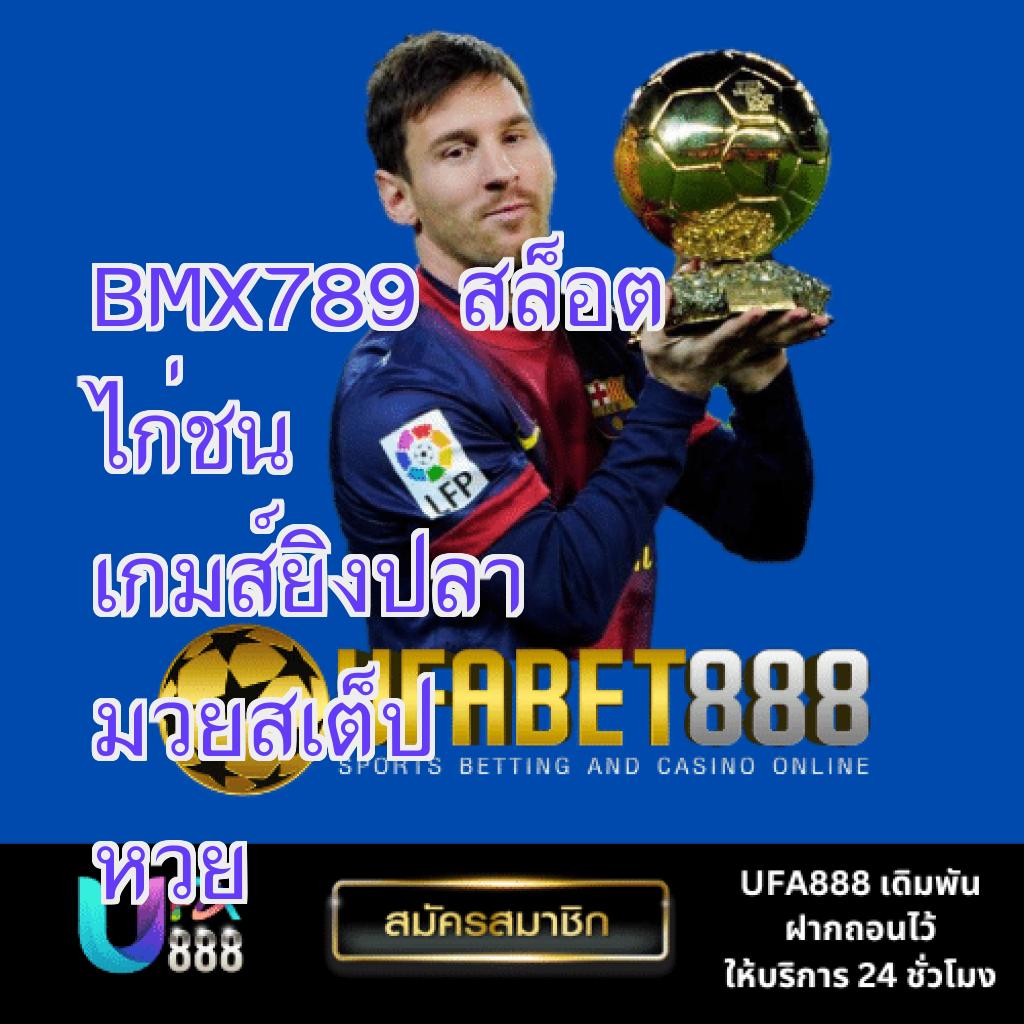 BMX789 สล็อต
ไก่ชน
เกมส์ยิงปลา
มวยสเต็ป
หวย
LFP
UFABET888
SPORTS BETTING AND CASINO ONLINE
888
สมัครสมาชิก
UFA888 เดิมพัน
ฝากถอนไว้
ให้บริการ 24 ชั่วโมง